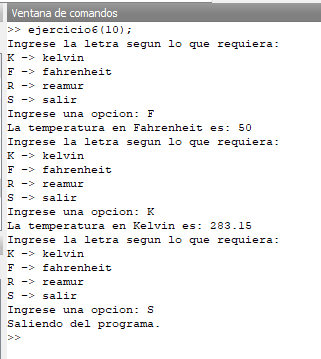 Ventana de comandos
>> ejercicio6(10);
Ingrese la letra segun lo que requiera:
K -> kelvin
F -> fahrenheit
R -> reamur
S -> salir
Ingrese una opcion: F
La temperatura en Fahrenheit es: 50
Ingrese la letra segun lo que requiera:
K -> kelvin
F -> fahrenheit
R -> reamur
S -> salir
Ingrese una opcion: K
La temperatura en Kelvin es: 283.15
Ingrese la letra segun lo que requiera:
K -> kelvin
F -> fahrenheit
R -> reamur
S -> salir
Ingrese una opcion: S
Saliendo del programa.
>>